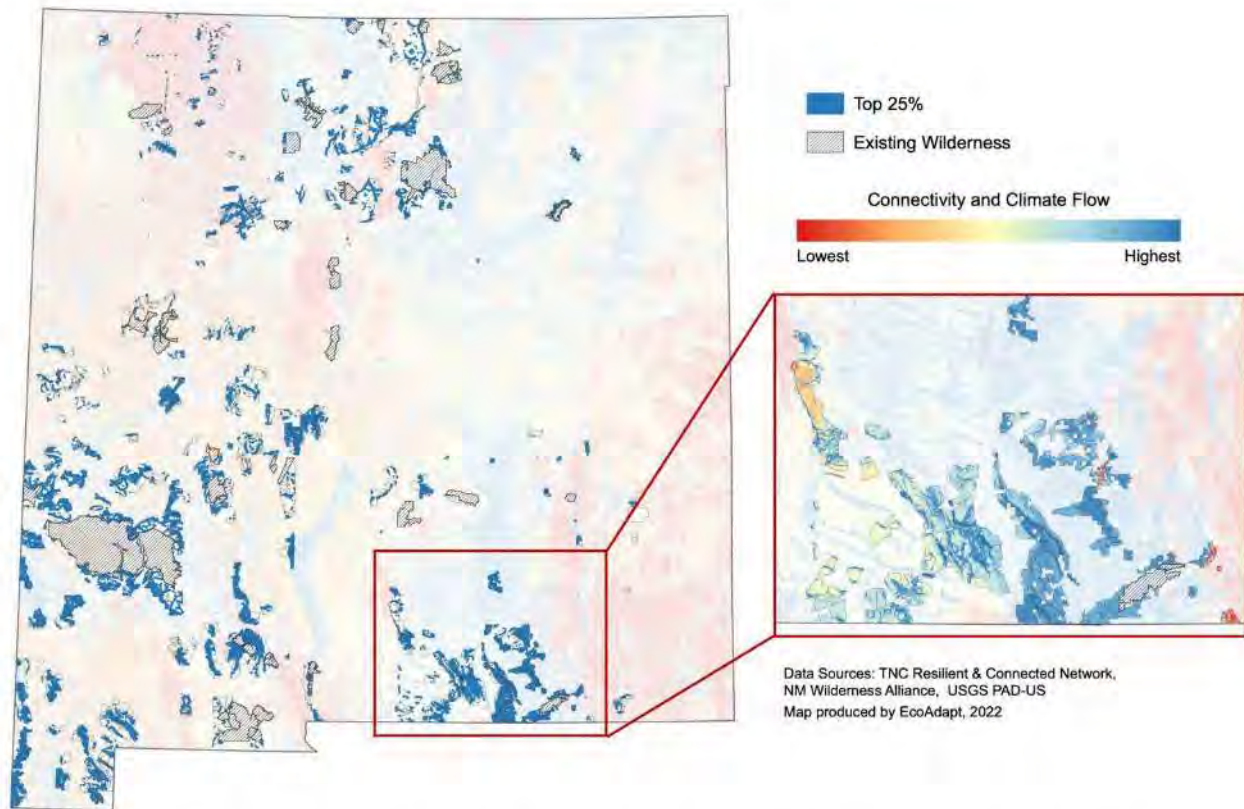 Top 25%
Existing Wilderness
Connectivity and Climate Flow
Lowest
Highest
Data Sources: TNC Resilient & Connected Network,
NM Wilderness Alliance, USGS PAD-US
Map produced by EcoAdapt, 2022